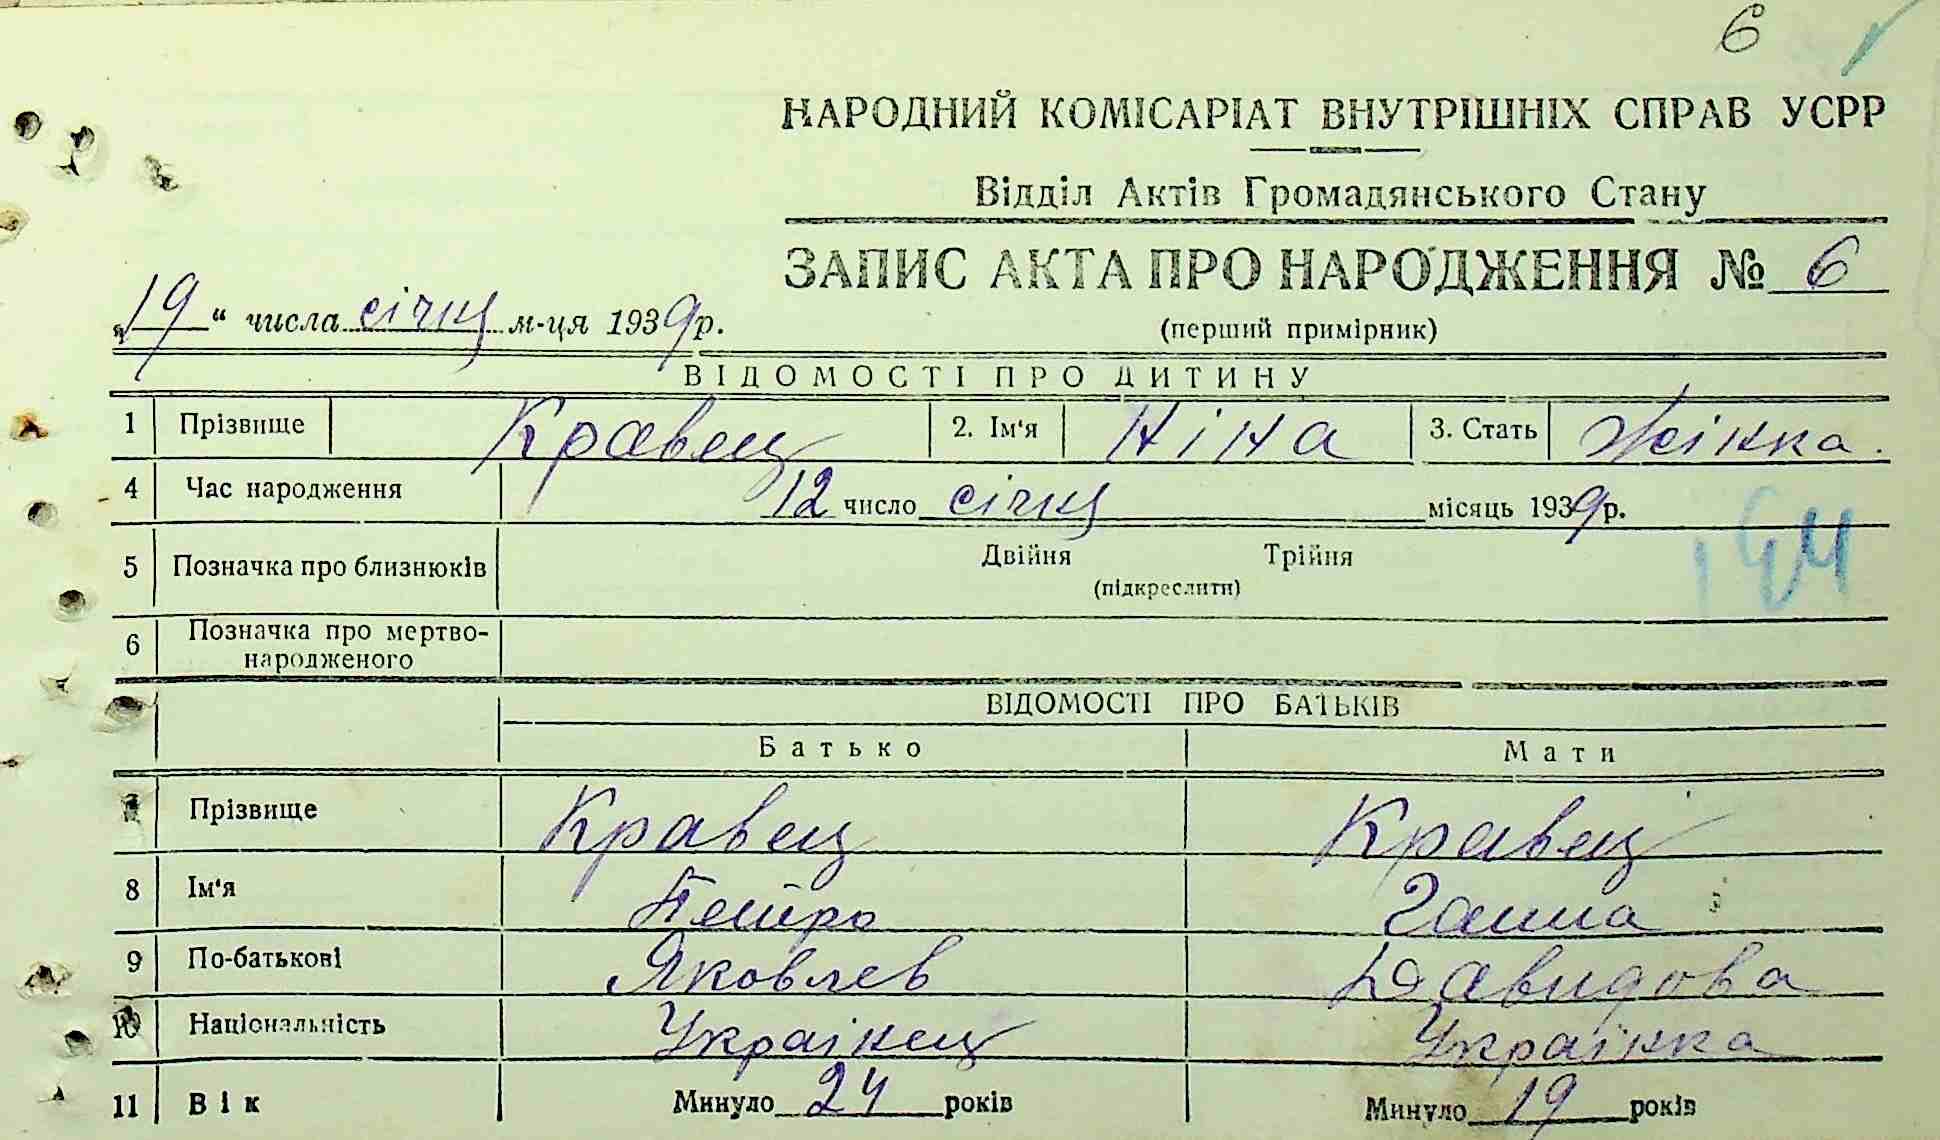 6
НАРОДНИЙ КОМІСАРІАТ ВНУТРІШНІХ СПРАВ УСРР
Відділ Актів Громадянського Стану
ЗАПИС АКТА ПРО НАРОДЖЕННЯ № 6
„19“ числа січня м-ця 1939р.
(перший примірник)
ВІДОМОСТІ ПРО ДИТИНУ
1 Прізвище Кравец 2. Ім‘я Ніна 3. Стать Жінка.
4 Час народження 12 число січня місяць 1939р.
5 Позначка про близнюків Двійня Трійня
(підкреслити)
6 Позначка про мертво-
народженого
ВІДОМОСТІ ПРО БАТЬКІВ
Батько Мати
7 Прізвище Кравец Кравец
8 Ім‘я Петро Ганна
9 По-батькові Яковлев Давидова
10 Національність Українец Українка
11 Вік Минуло 24 років Минуло 19 років